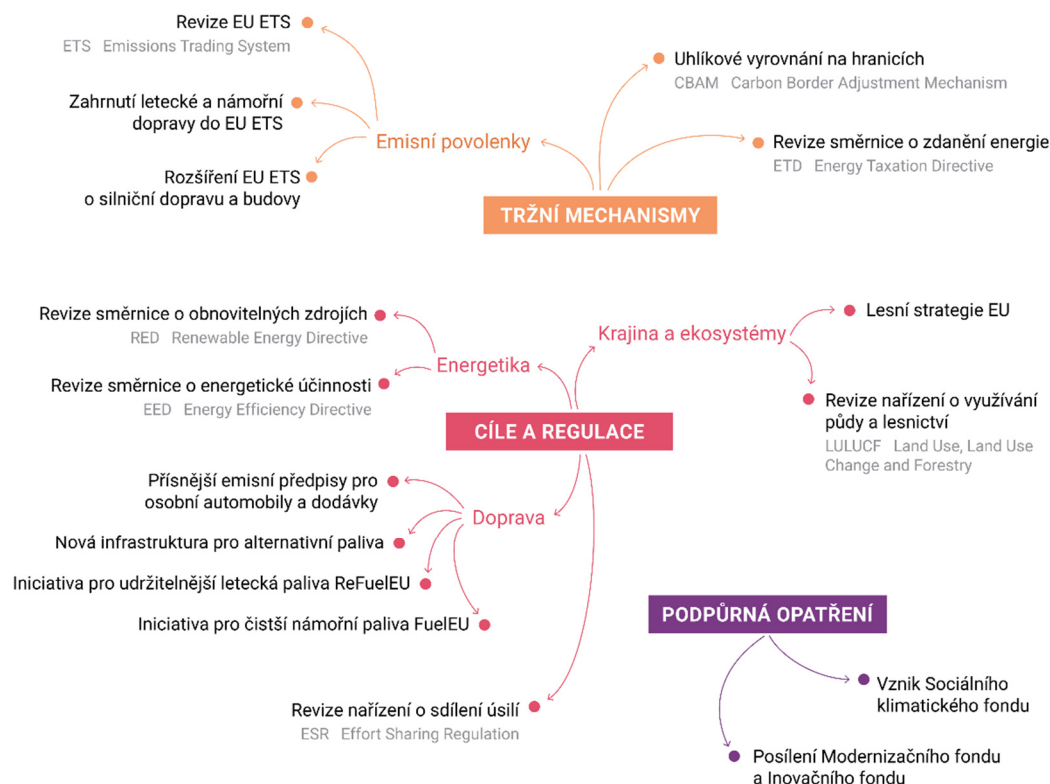 Revize EU ETS
ETS Emissions Trading System
Zahrnutí letecké a námořní
dopravy do EU ETS
Rozšíření EU ETS
o silniční dopravu a budovy
Emisní povolenky
Uhlíkové vyrovnání na hranicích
CBAM Carbon Border Adjustment Mechanism
Revize směrnice o zdanění energie
ETD Energy Taxation Directive
TRŽNÍ MECHANISMY
Revize směrnice o obnovitelných zdrojích
RED Renewable Energy Directive
Revize směrnice o energetické účinnosti
EED Energy Efficiency Directive
Energetika
Krajina a ekosystémy
Lesní strategie EU
Revize nařízení o využívání
půdy a lesnictví
LULUCF Land Use, Land Use
Change and Forestry
CÍLE A REGULACE
Přísnější emisní předpisy pro
osobní automobily a dodávky
Doprava
Nová infrastruktura pro alternativní paliva
Iniciativa pro udržitelnější letecká paliva ReFuelEU
Iniciativa pro čistší námořní paliva FuelEU
Revize nařízení o sdílení úsilí
ESR Effort Sharing Regulation
PODPŮRNÁ OPATŘENÍ
Vznik Sociálního
klimatického fondu
Posílení Modernizačního fondu
a Inovačního fondu